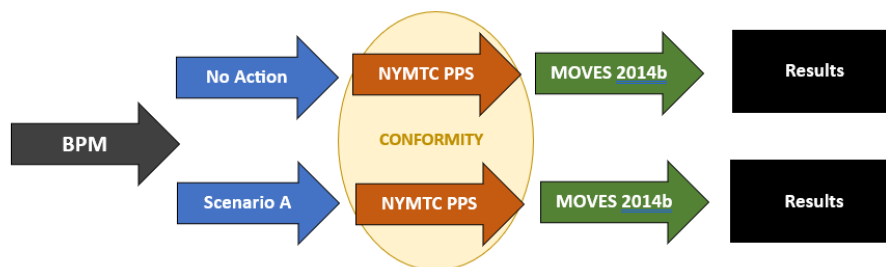 BPM
No Action
NYMTC PPS
MOVES 2014b
Results
CONFORMITY
Scenario A
NYMTC PPS
MOVES 2014b
Results